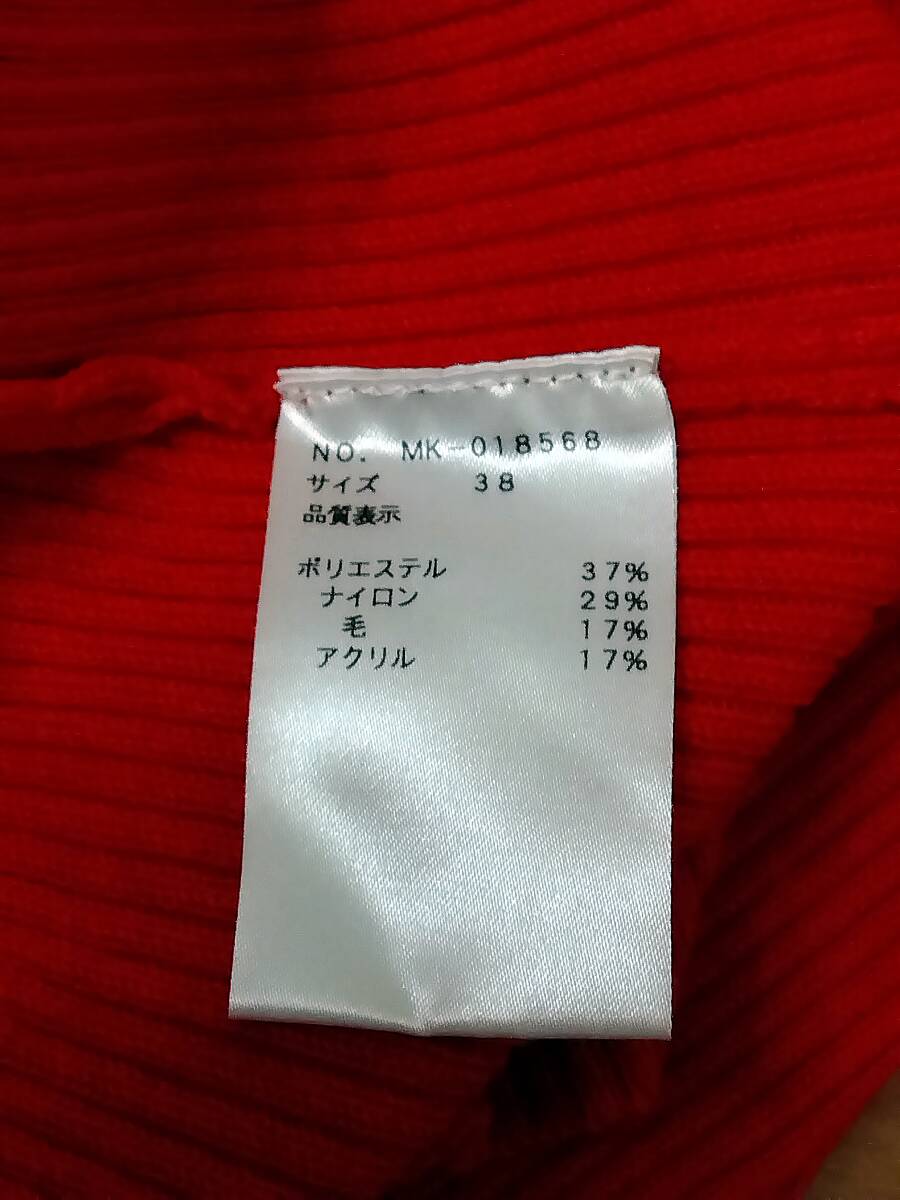 NO. MK-018568
サイズ 38
品質表示
ポリエステル 37%
ナイロン 29%
毛 17%
アクリル 17%